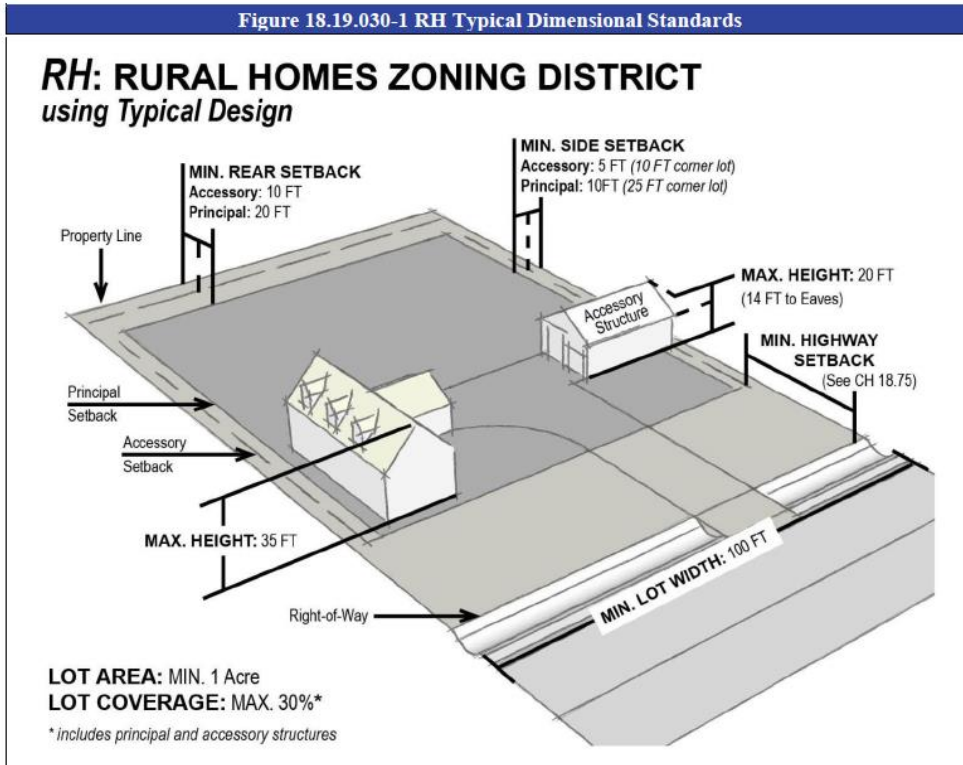 Figure 18.19.030-1 RH Typical Dimensional Standards
RH: RURAL HOMES ZONING DISTRICT
using Typical Design
MIN. REAR SETBACK
Accessory: 10 FT
Principal: 20 FT
MIN. SIDE SETBACK
Accessory: 5 FT (10 FT corner lot)
Principal: 10FT (25 FT corner lot)
Property Line
MAX. HEIGHT: 20 FT
(14 FT to Eaves)
Accessory
Structure
MIN. HIGHWAY
SETBACK
(See CH 18.75)
Principal
Setback
Accessory
Setback
MAX. HEIGHT: 35 FT
MIN. LOT WIDTH: 100 FT
Right-of-Way
LOT AREA: MIN. 1 Acre
LOT COVERAGE: MAX. 30%*
* includes principal and accessory structures